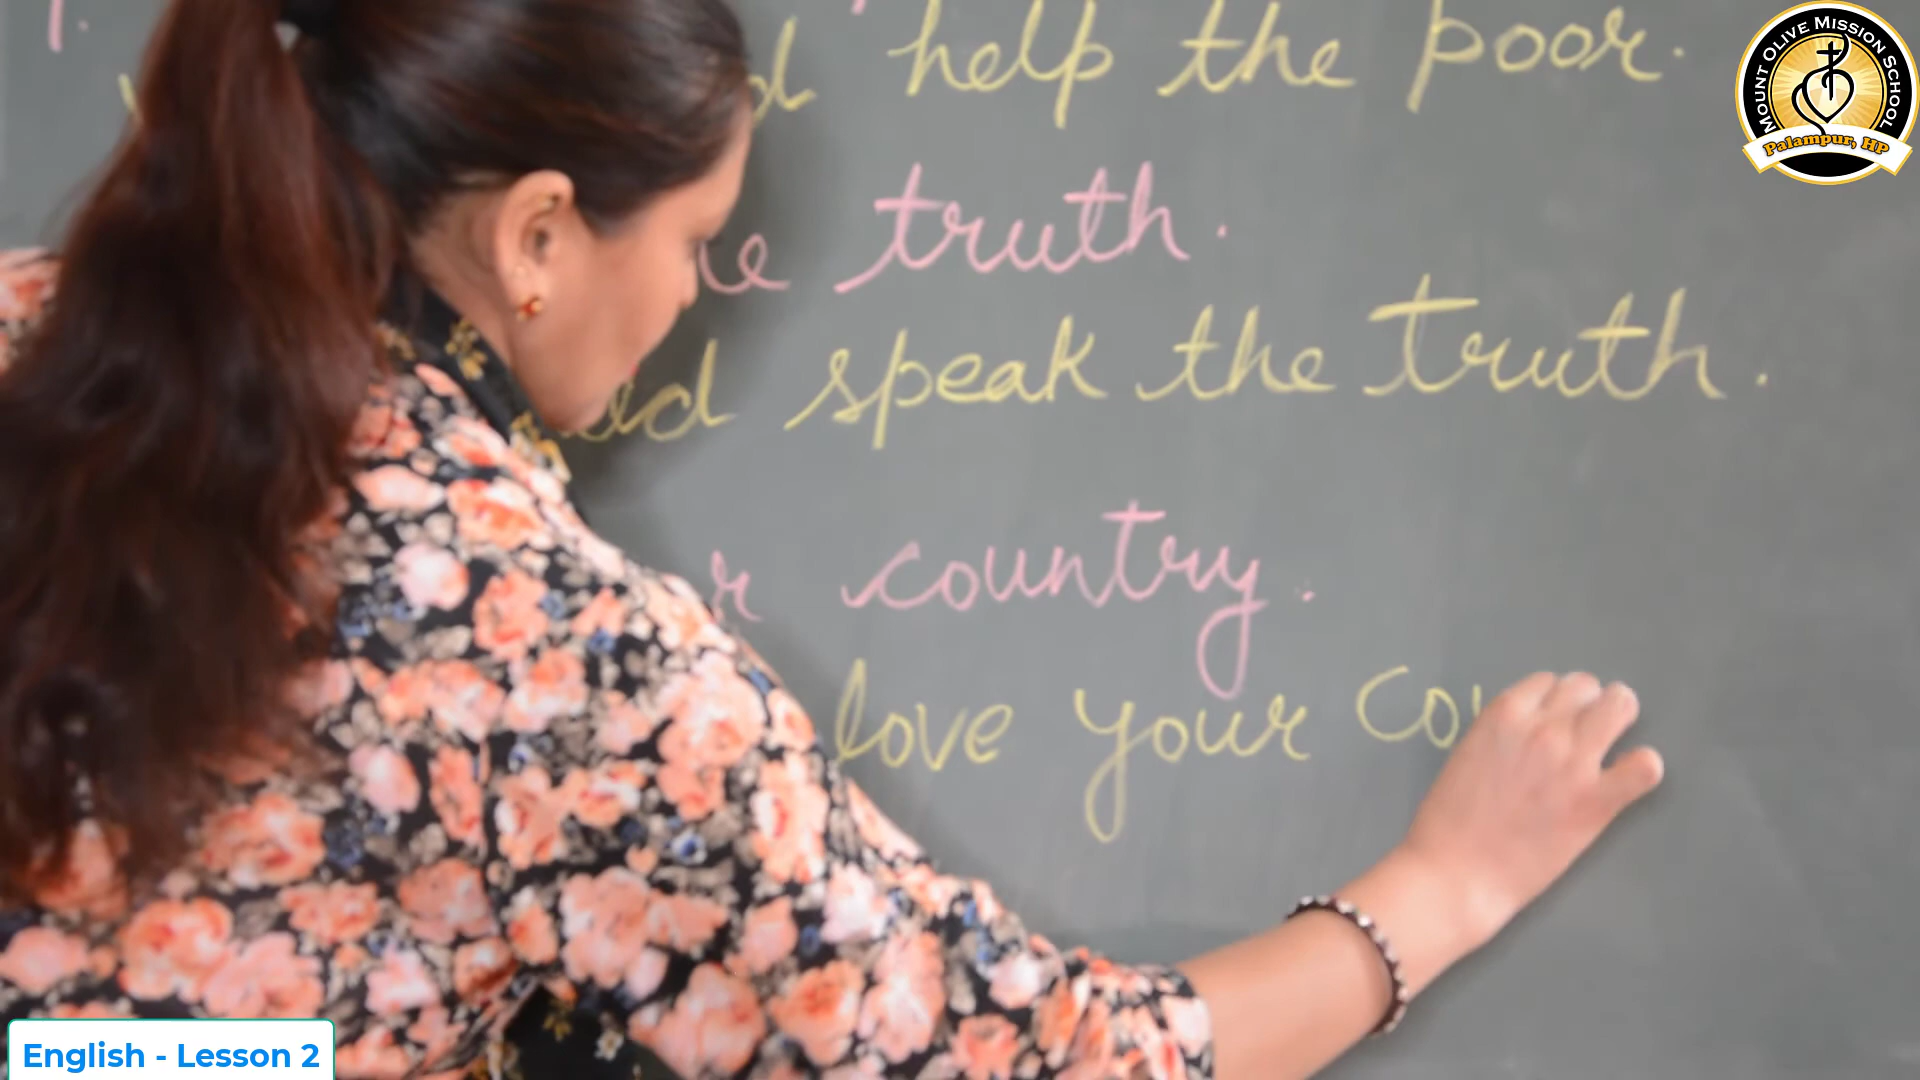 help the poor.
truth.
speak the truth.
country.
love your
MOUNT OLIVE MISSION SCHOOL
Palampur, HP
English - Lesson 2